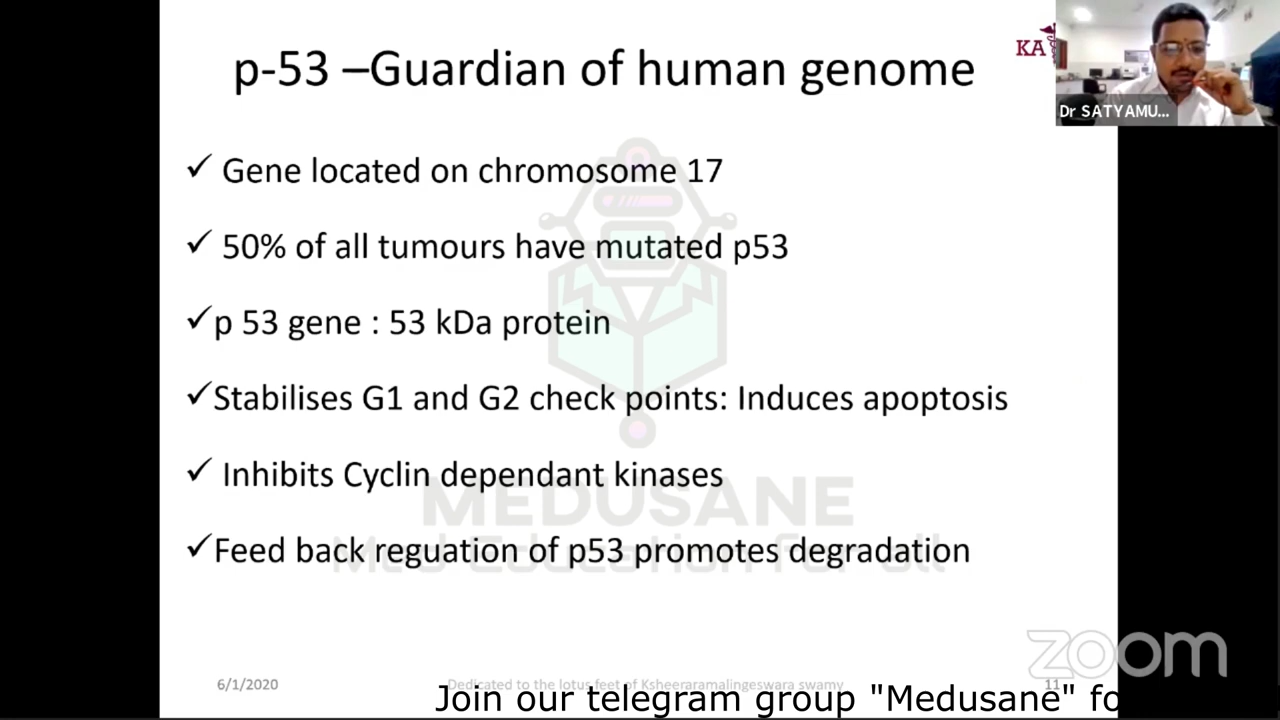 p-53 –Guardian of human genome
KA
Dr SATYAMU...
✓ Gene located on chromosome 17
✓ 50% of all tumours have mutated p53
✓p 53 gene : 53 kDa protein
✓Stabilises G1 and G2 check points: Induces apoptosis
✓ Inhibits Cyclin dependant kinases
MEDUSANE
✓Feed back reguation of p53 promotes degradation
Med Education for all
zoom
6/1/2020
Dedicated to the lotus feet of Ksheeraramalingeswara swamy
11
Join our telegram group "Medusane" fo